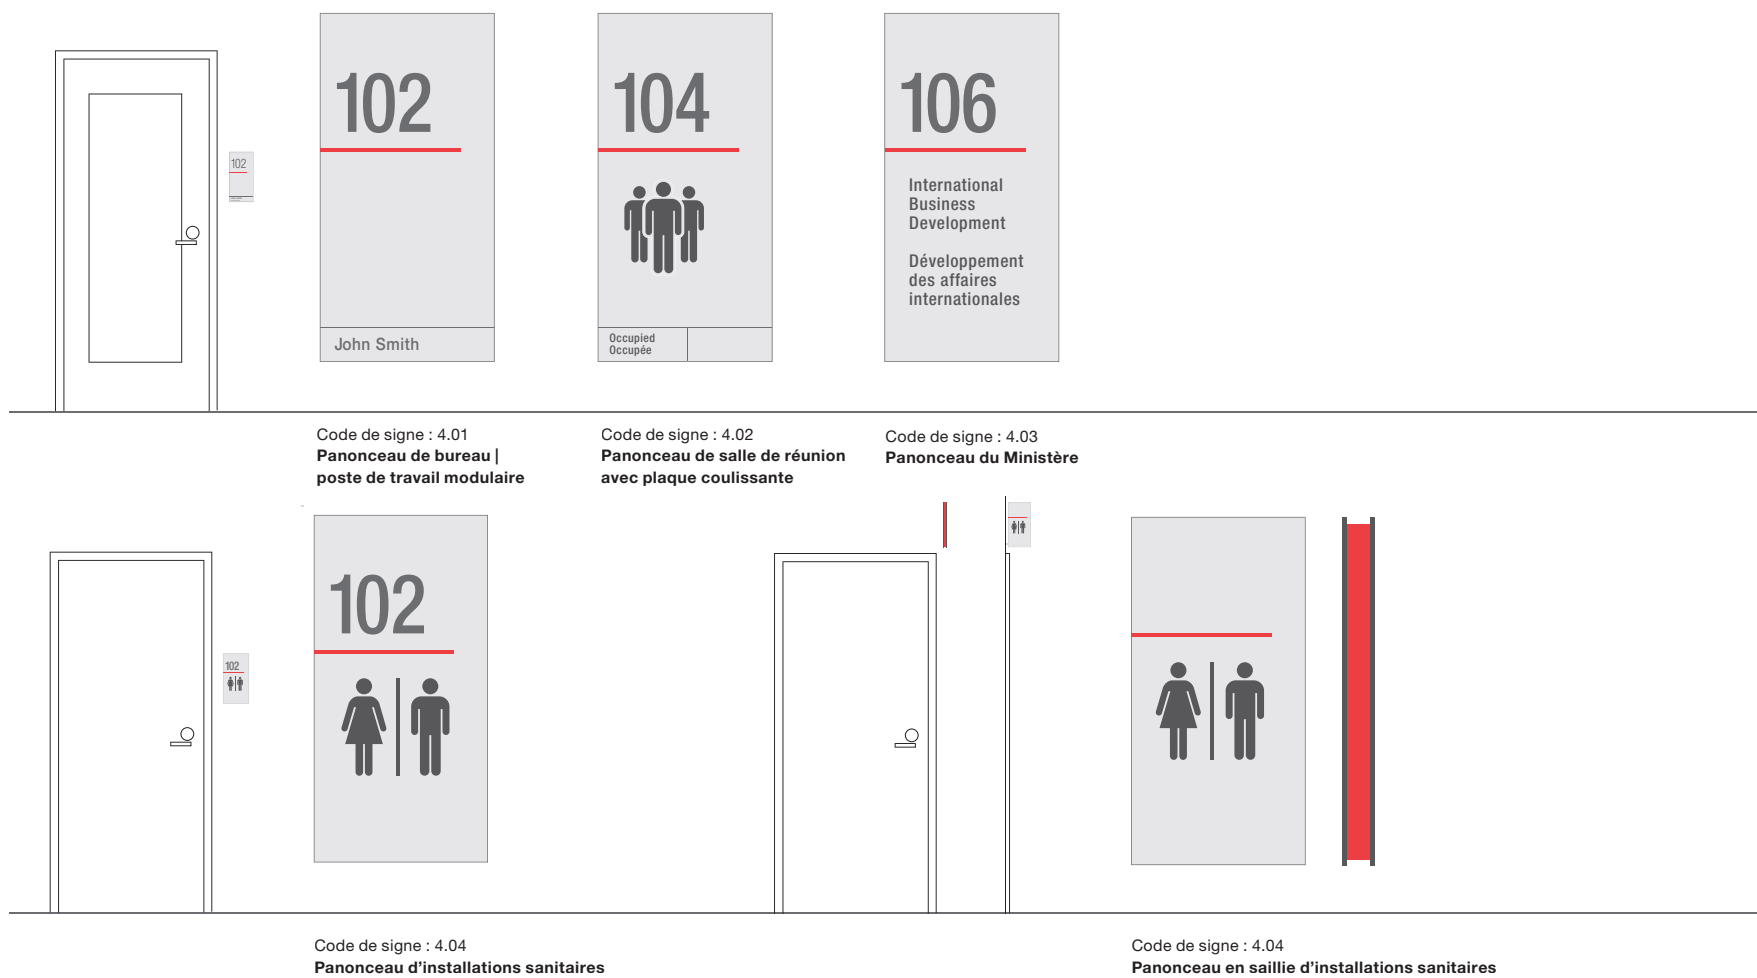 102
102
John Smith
104
Occupied
Occupée
106
International
Business
Development
Développement
des affaires
internationales
Code de signe : 4.01
Panonceau de bureau |
poste de travail modulaire
Code de signe : 4.02
Panonceau de salle de réunion
avec plaque coulissante
Code de signe : 4.03
Panonceau du Ministère
102
102
Code de signe : 4.04
Panonceau d’installations sanitaires
Code de signe : 4.04
Panonceau en saillie d’installations sanitaires